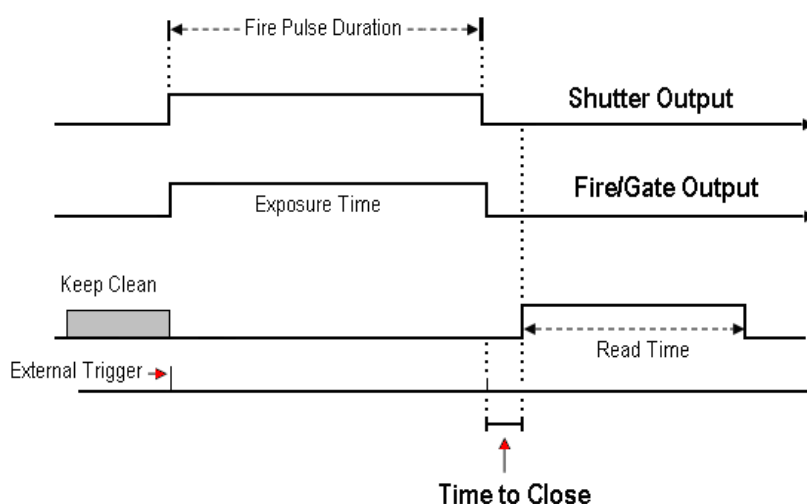 Fire Pulse Duration
Shutter Output
Fire/Gate Output
Exposure Time
Keep Clean
Read Time
External Trigger
Time to Close